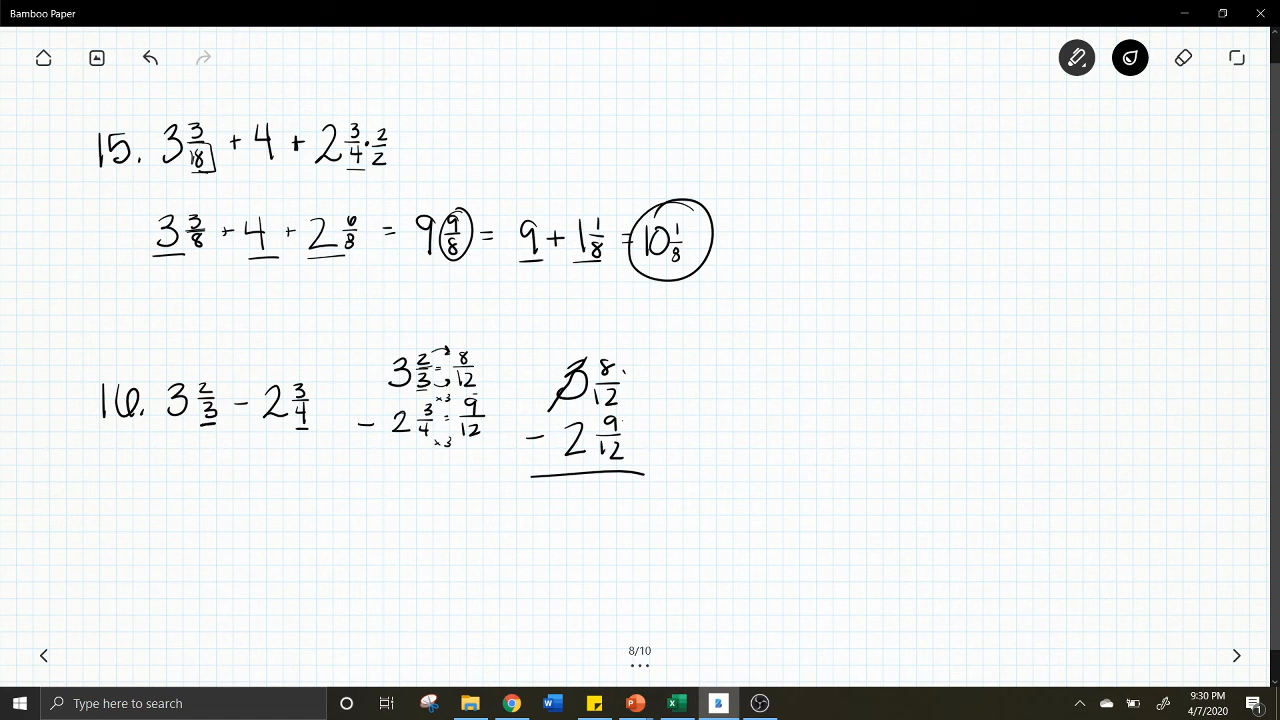 Bamboo Paper
15. 3 3/8 + 4 + 2 3/4 · 2/2
3 3/8 + 4 + 2 6/8 = 9 9/8 = 9 + 1 1/8 = 10 1/8
16. 3 2/3 - 2 3/4
3 2/3 = 8/12
×3
- 2 3/4 = 9/12
×3
3 8/12
- 2 9/12
8/10
Type here to search
9:30 PM
4/7/2020
1